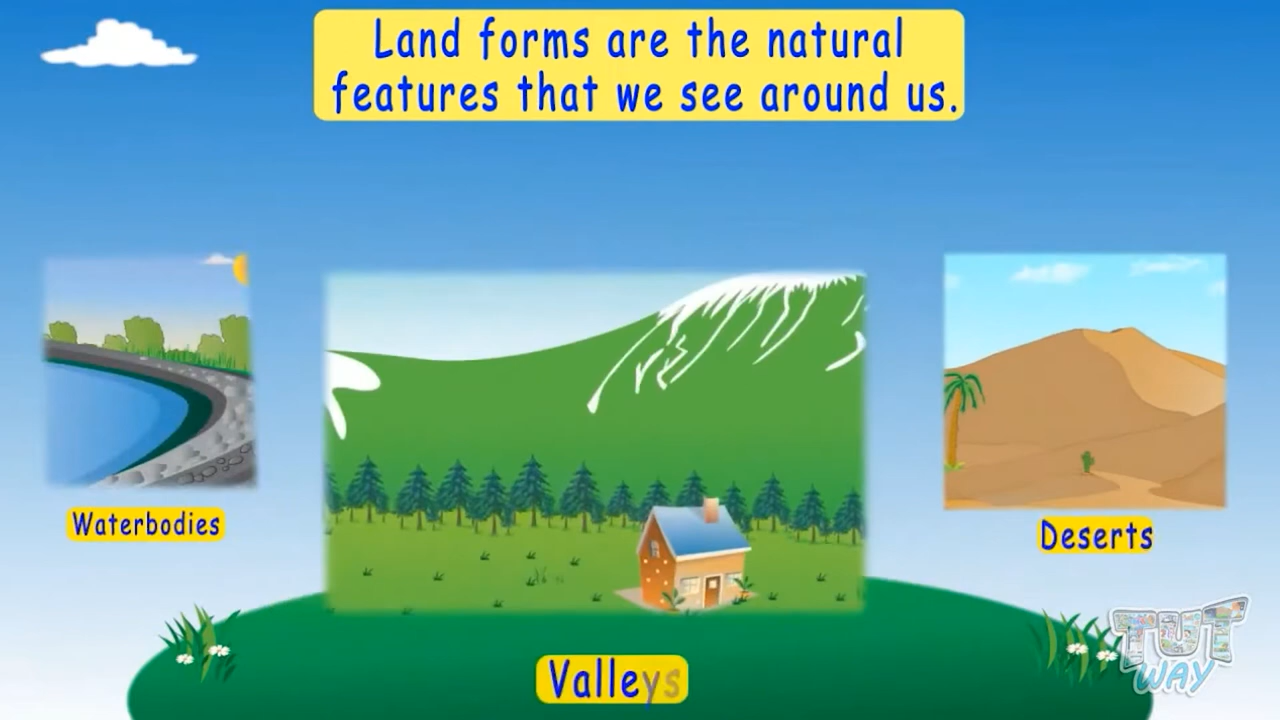 Land forms are the natural
features that we see around us.
Waterbodies
Deserts
Valleys
TUT
WAY